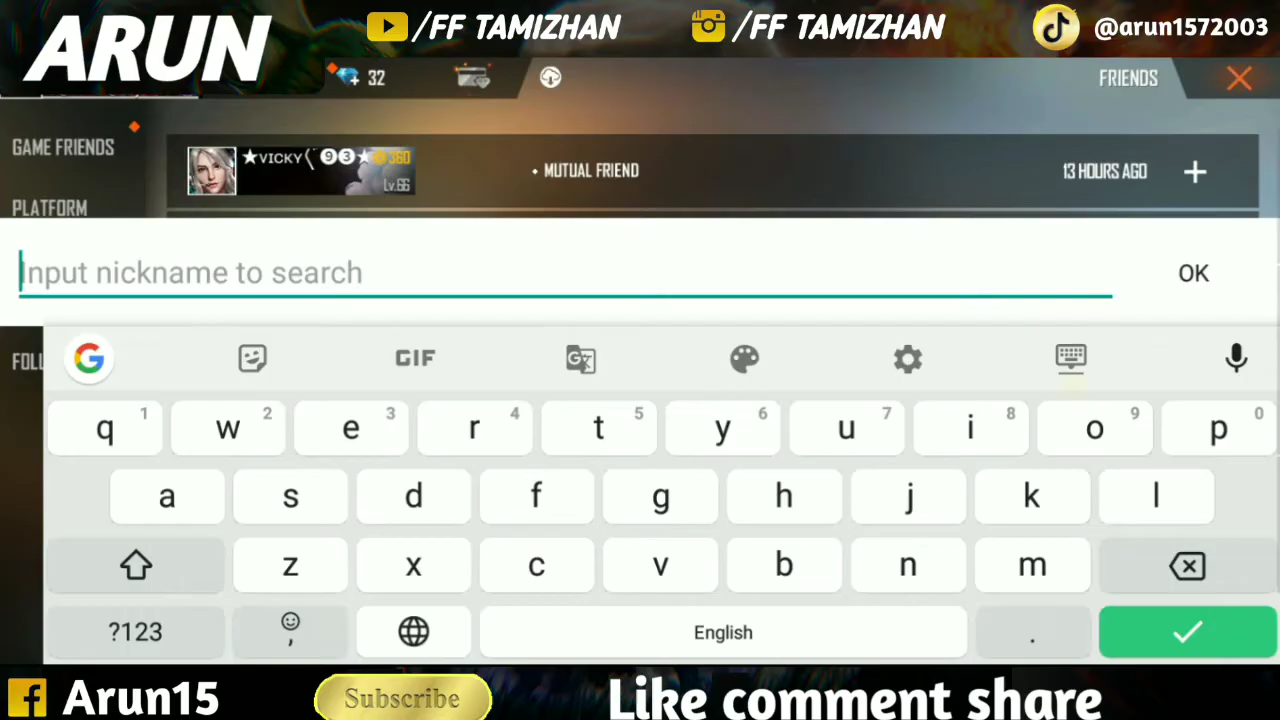 ARUN
/FF TAMIZHAN
/FF TAMIZHAN
@arun1572003
32
FRIENDS
GAME FRIENDS
★VICKY
93★
360
Lv.66
• MUTUAL FRIEND
13 HOURS AGO
+
PLATFORM
Input nickname to search
OK
FOLL
G
GIF
G
q 1 w 2 e 3 r 4 t 5 y 6 u 7 i 8 o 9 p 0
a s d f g h j k l
z x c v b n m
?123
,
English
.
f Arun15
Subscribe
Like comment share